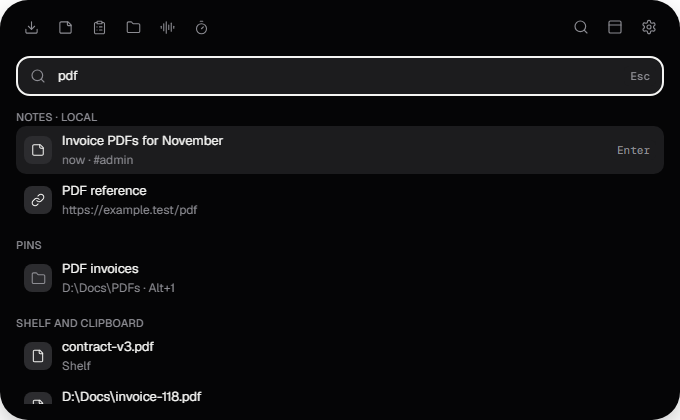 pdf
Esc
NOTES · LOCAL
Invoice PDFs for November
now · #admin
Enter
PDF reference
https://example.test/pdf
PINS
PDF invoices
D:\Docs\PDFs · Alt+1
SHELF AND CLIPBOARD
contract-v3.pdf
Shelf
D:\Docs\invoice-118.pdf